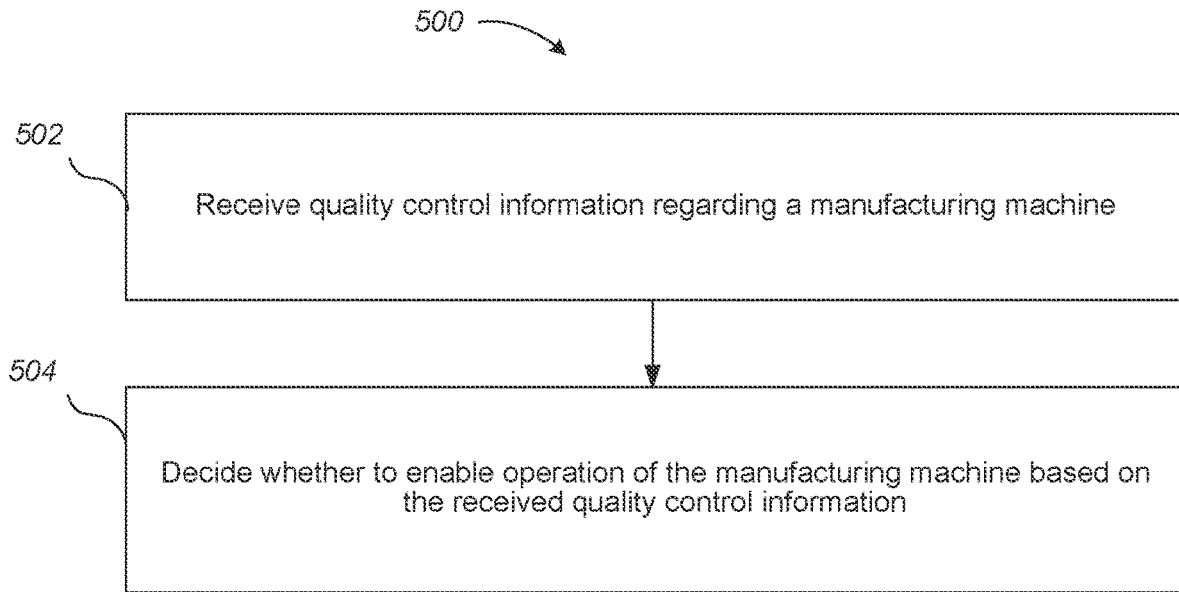 500
502
Receive quality control information regarding a manufacturing machine
504
Decide whether to enable operation of the manufacturing machine based on
the received quality control information